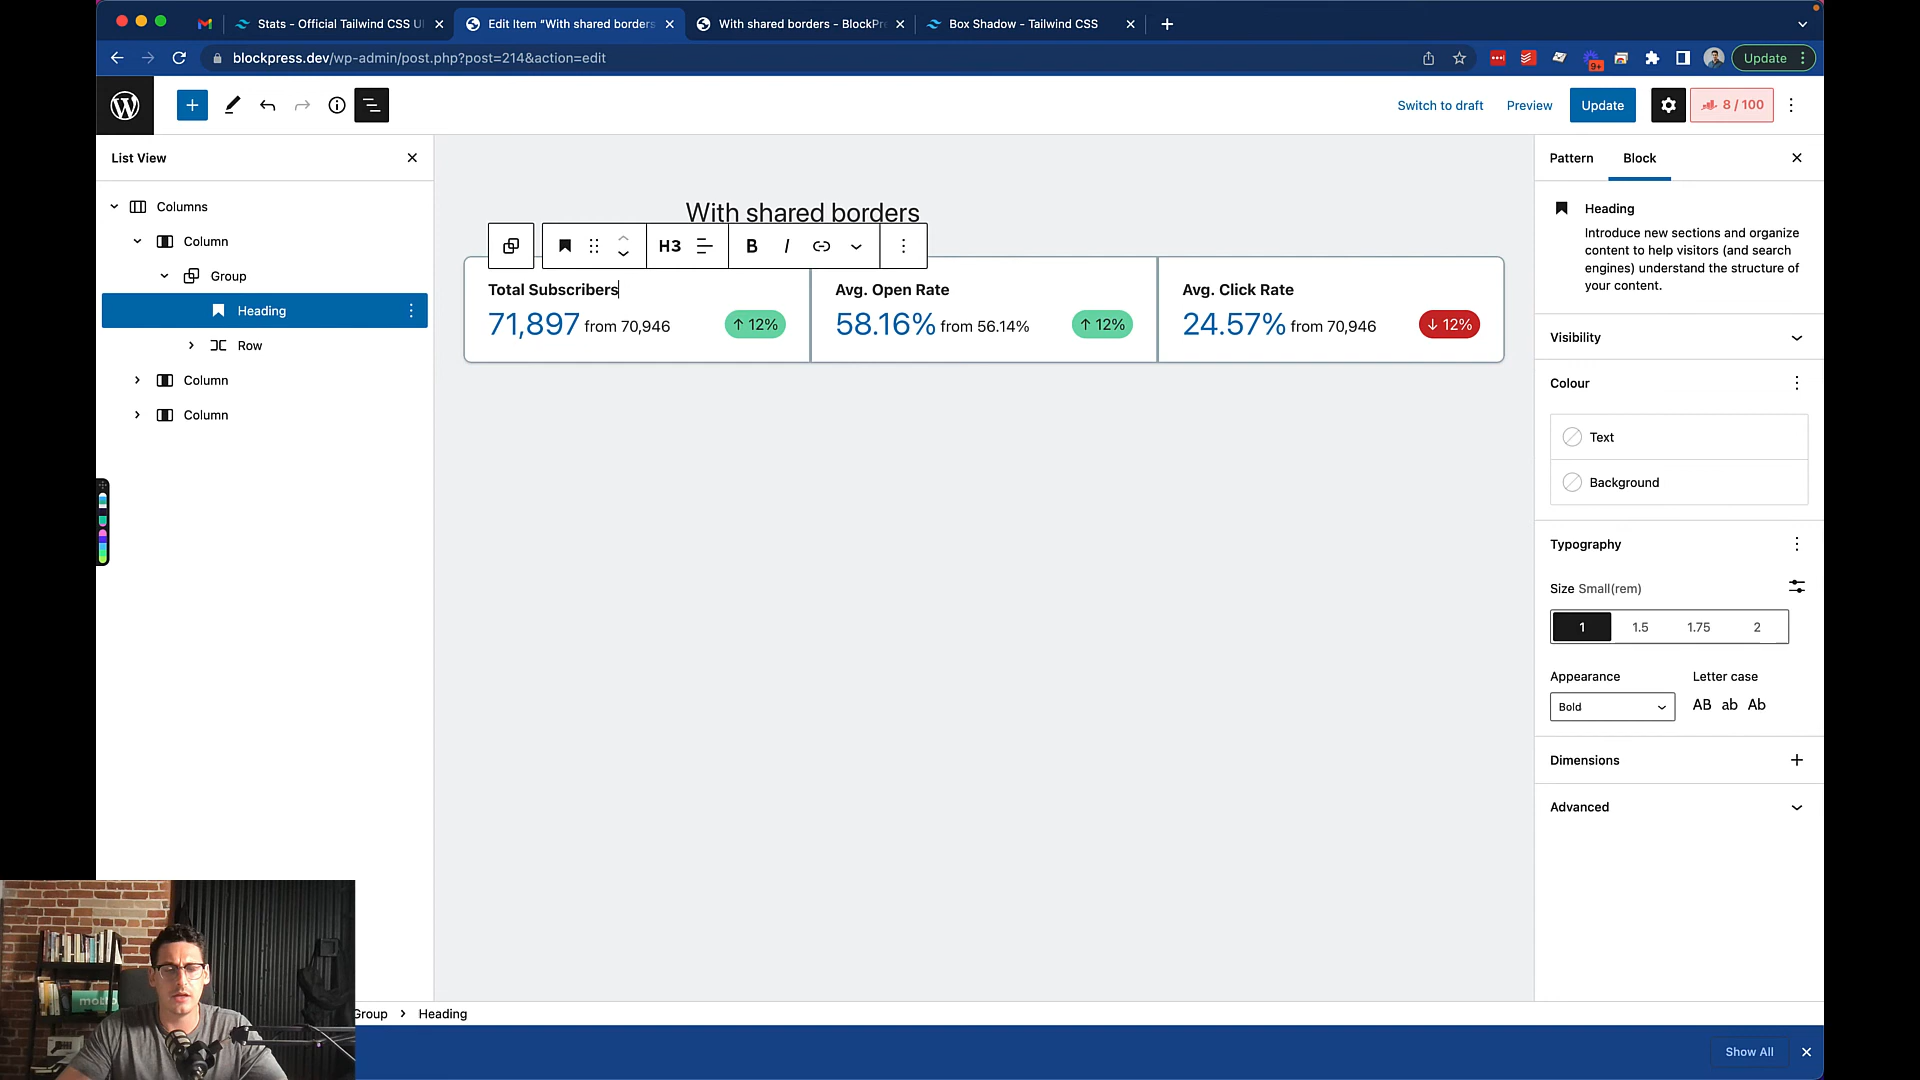 Stats - Official Tailwind CSS UI
Edit Item "With shared borders
With shared borders - BlockPre
Box Shadow - Tailwind CSS
blockpress.dev/wp-admin/post.php?post=214&action=edit
9+
Update
Switch to draft
Preview
Update
8 / 100
List View
Columns
Column
Group
Heading
Row
Column
Column
With shared borders
H3
B
I
Total Subscribers
71,897 from 70,946
↑ 12%
Avg. Open Rate
58.16% from 56.14%
↑ 12%
Avg. Click Rate
24.57% from 70,946
↓ 12%
Pattern
Block
Heading
Introduce new sections and organize
content to help visitors (and search
engines) understand the structure of
your content.
Visibility
Colour
Text
Background
Typography
Size Small(rem)
1 1.5 1.75 2
Appearance
Letter case
Bold
AB ab Ab
Dimensions
Advanced
Group > Heading
Show All